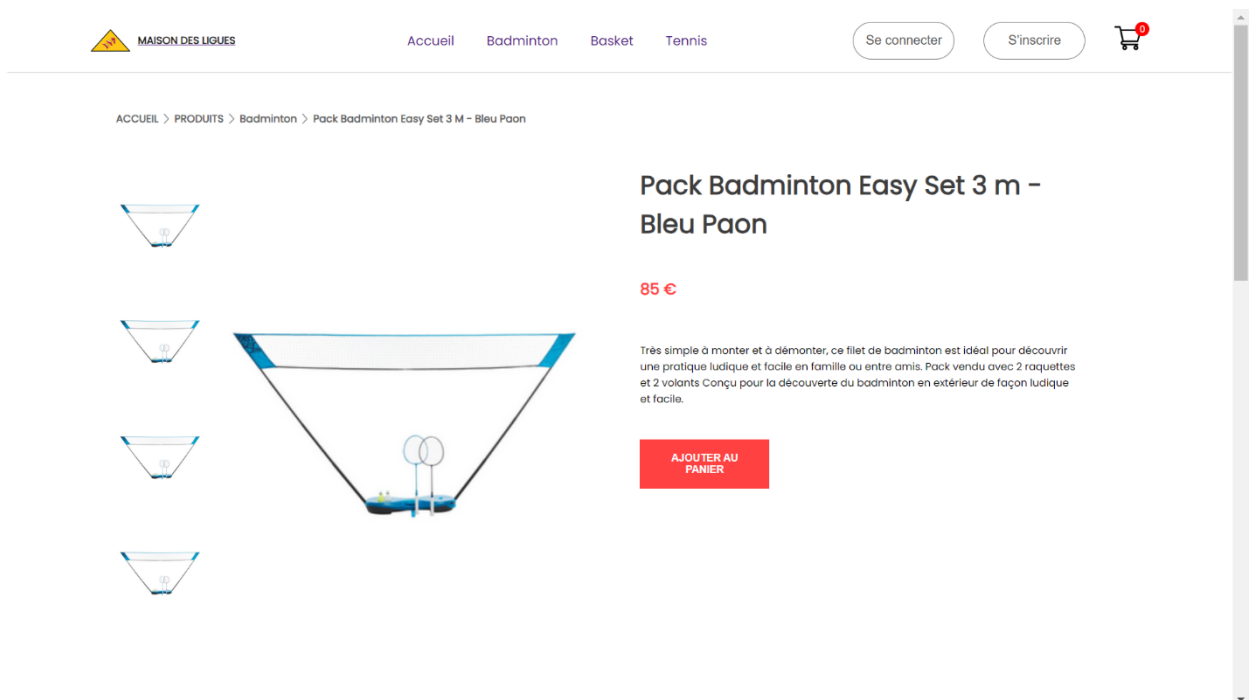 MAISON DES LIGUES
Accueil Badminton Basket Tennis
Se connecter
S'inscrire
0
ACCUEIL > PRODUITS > Badminton > Pack Badminton Easy Set 3 M - Bleu Paon
Pack Badminton Easy Set 3 m -
Bleu Paon
85 €
Très simple à monter et à démonter, ce filet de badminton est idéal pour découvrir
une pratique ludique et facile en famille ou entre amis. Pack vendu avec 2 raquettes
et 2 volants Conçu pour la découverte du badminton en extérieur de façon ludique
et facile.
AJOUTER AU
PANIER